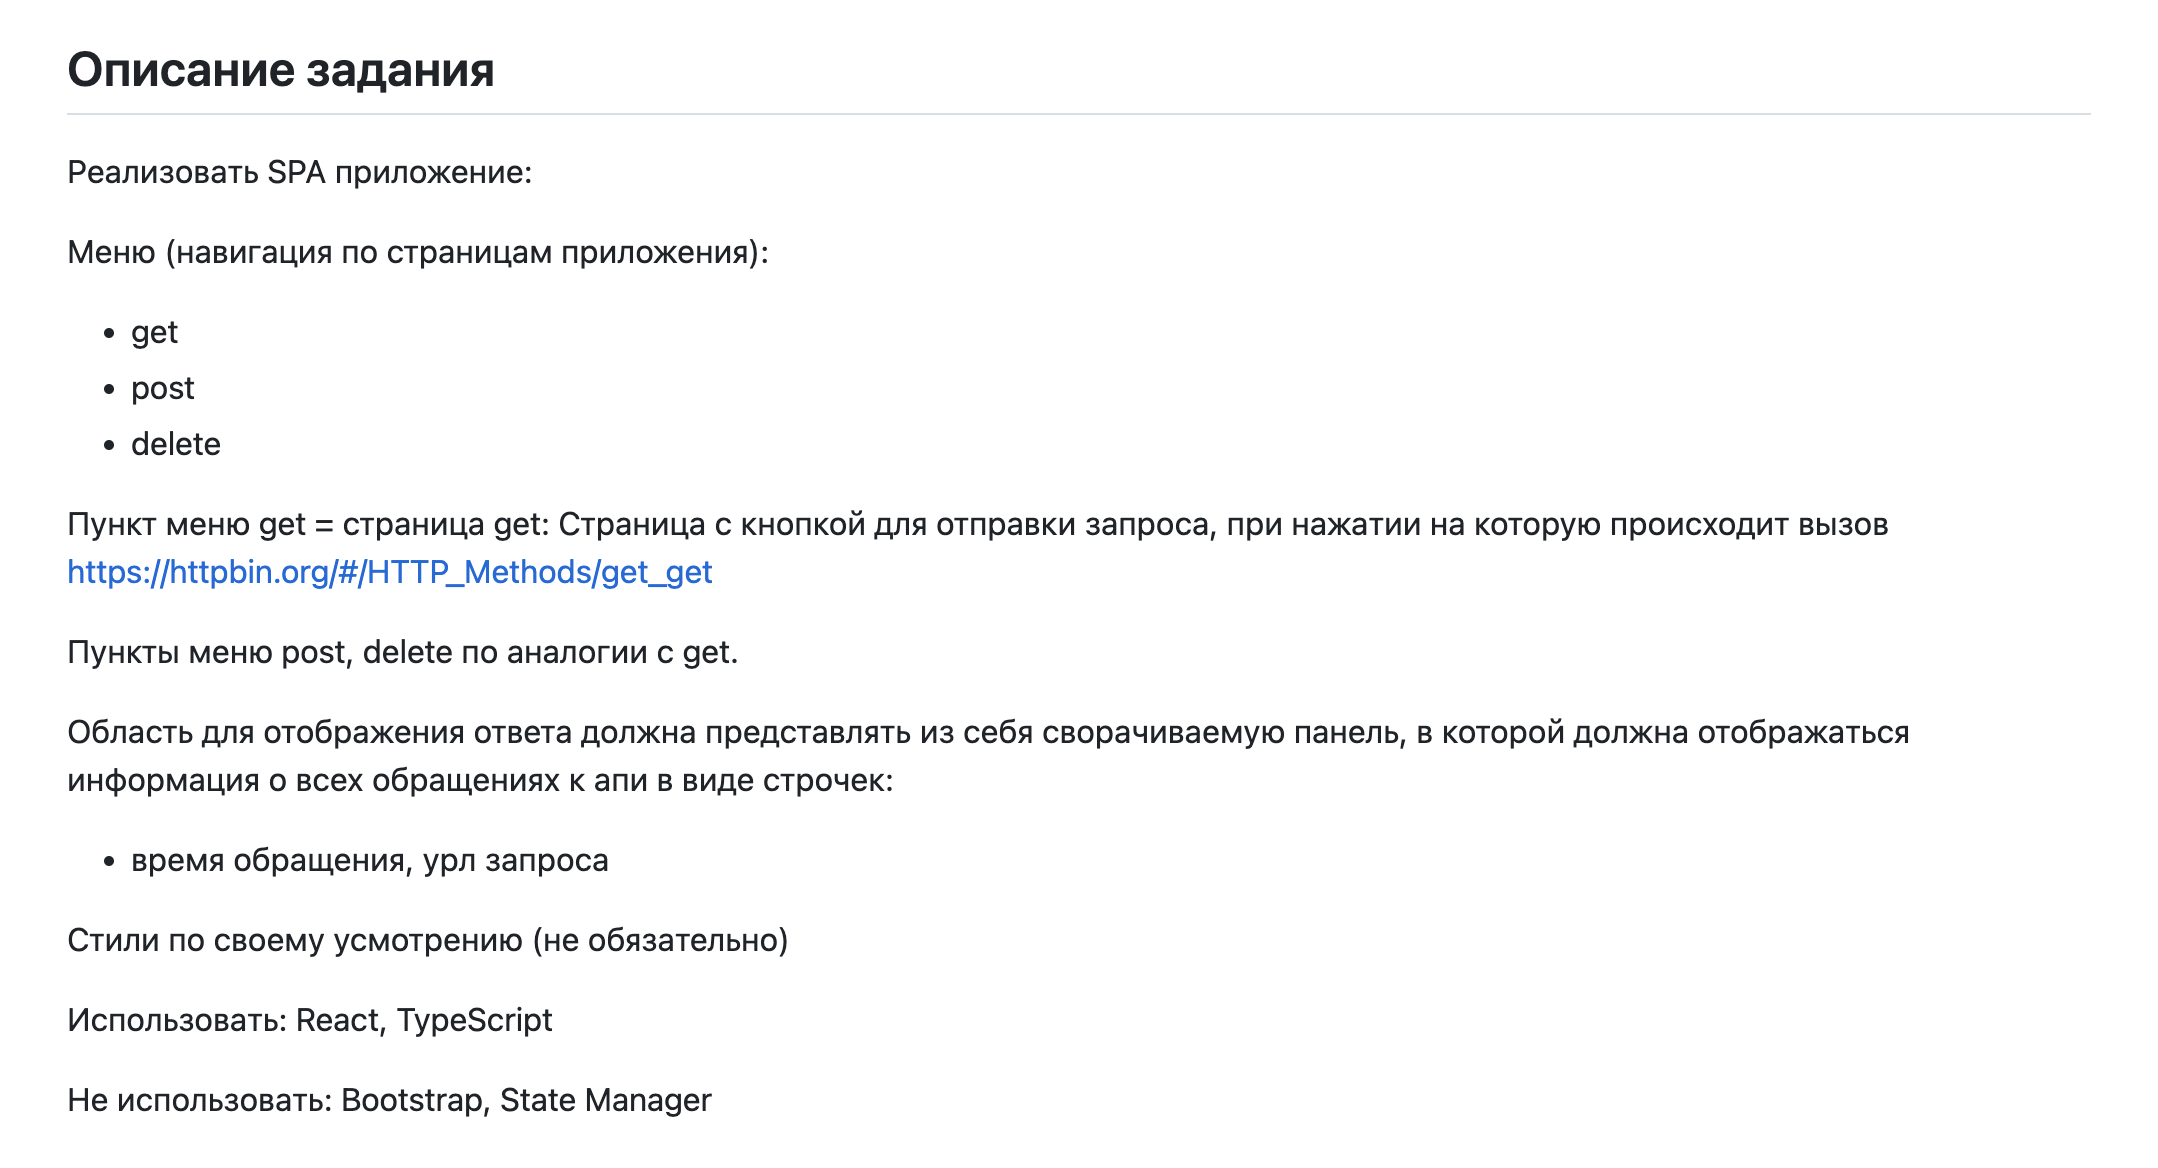 Описание задания
Реализовать SPA приложение:
Меню (навигация по страницам приложения):
• get
• post
• delete
Пункт меню get = страница get: Страница с кнопкой для отправки запроса, при нажатии на которую происходит вызов
https://httpbin.org/#/HTTP_Methods/get_get
Пункты меню post, delete по аналогии с get.
Область для отображения ответа должна представлять из себя сворачиваемую панель, в которой должна отображаться
информация о всех обращениях к апи в виде строчек:
• время обращения, урл запроса
Стили по своему усмотрению (не обязательно)
Использовать: React, TypeScript
Не использовать: Bootstrap, State Manager